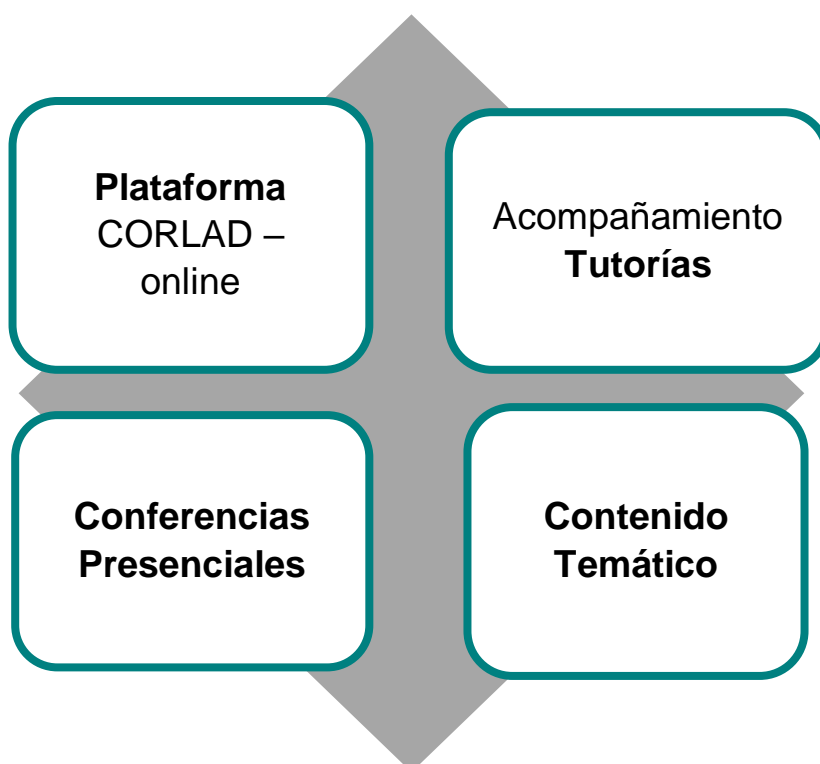 Plataforma
CORLAD –
online
Acompañamiento
Tutorías
Conferencias
Presenciales
Contenido
Temático